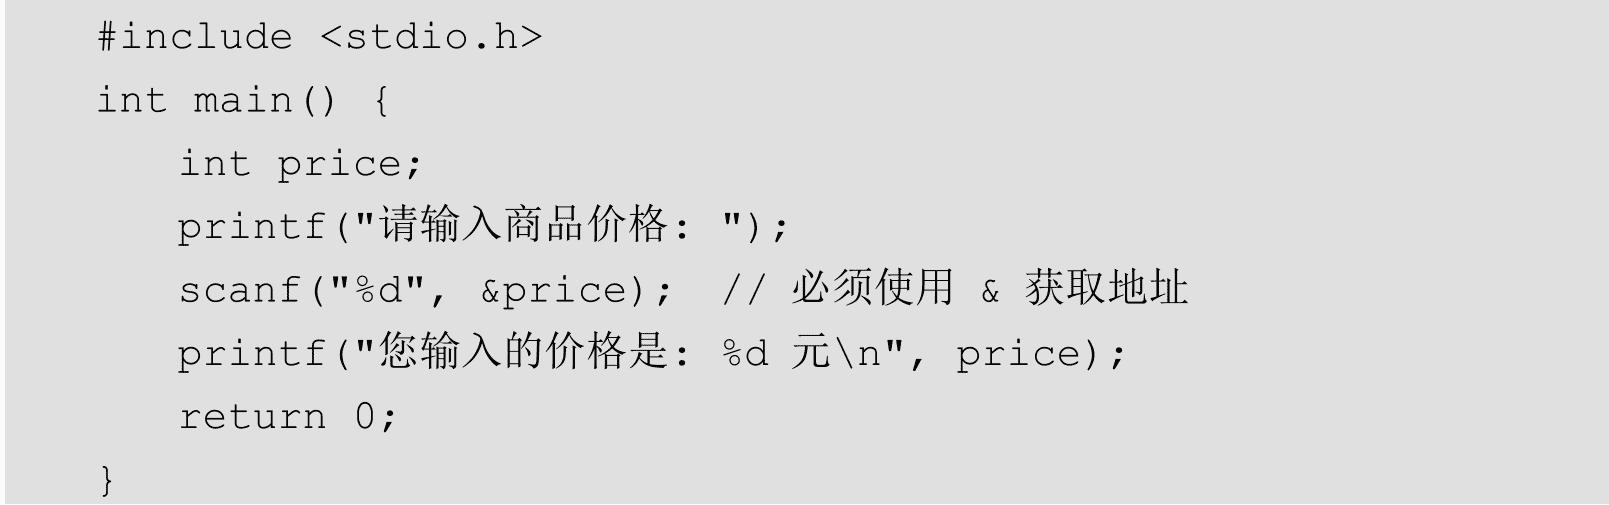 #include <stdio.h>
int main() {
    int price;
    printf("请输入商品价格: ");
    scanf("%d", &price);  // 必须使用 & 获取地址
    printf("您输入的价格是: %d 元\n", price);
    return 0;
}